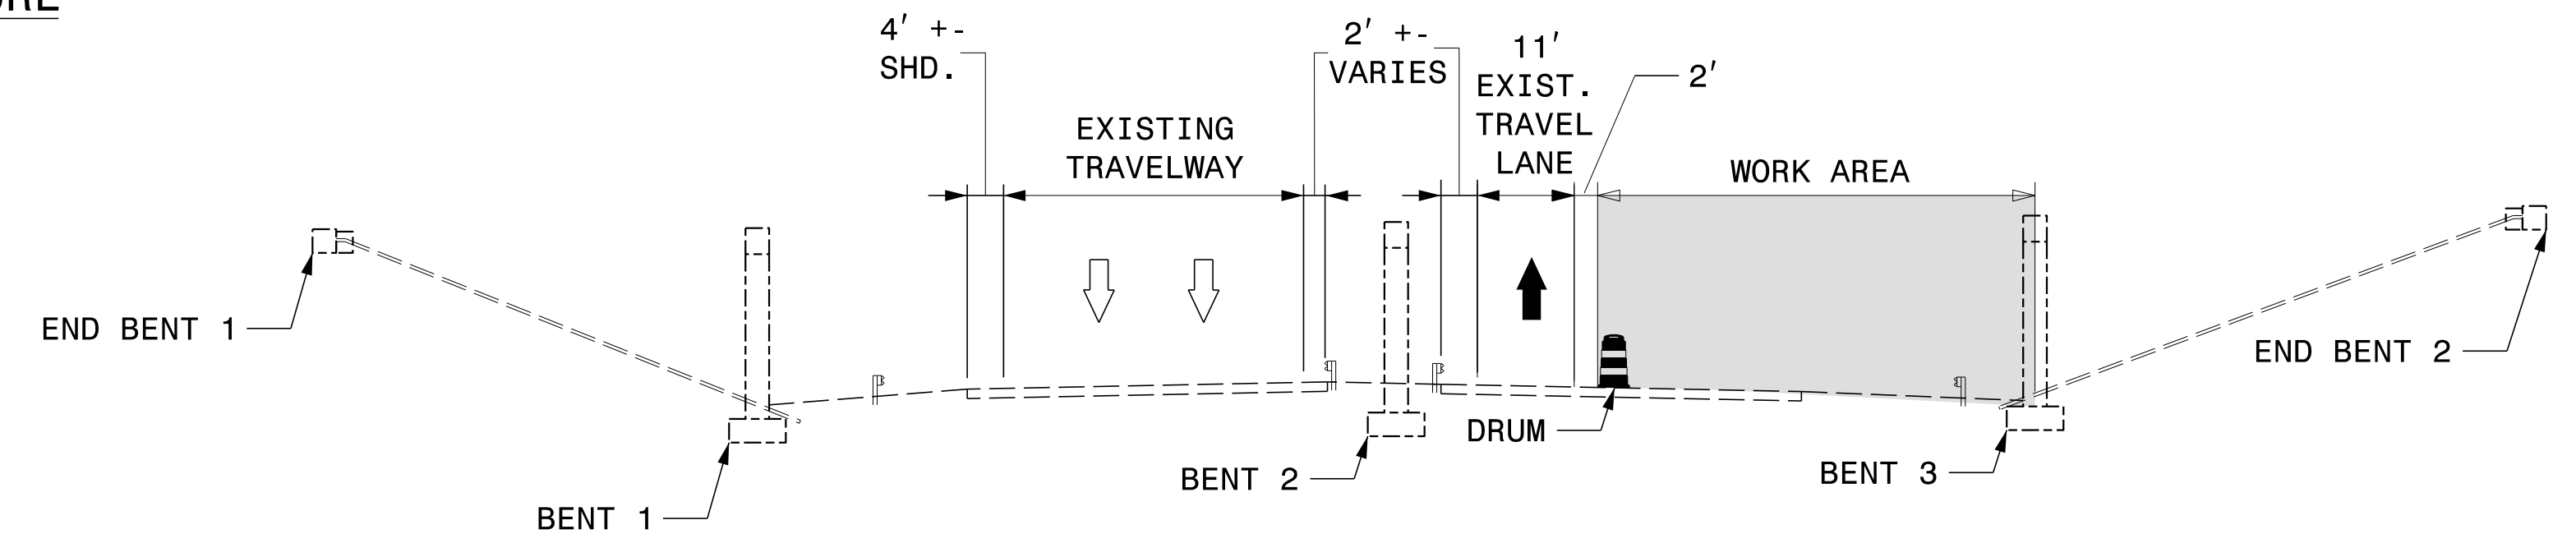 4' +-
SHD.
EXISTING
TRAVELWAY
2' +-
VARIES
11'
EXIST.
TRAVEL
LANE
2'
WORK AREA
END BENT 1
BENT 1
BENT 2
DRUM
BENT 3
END BENT 2